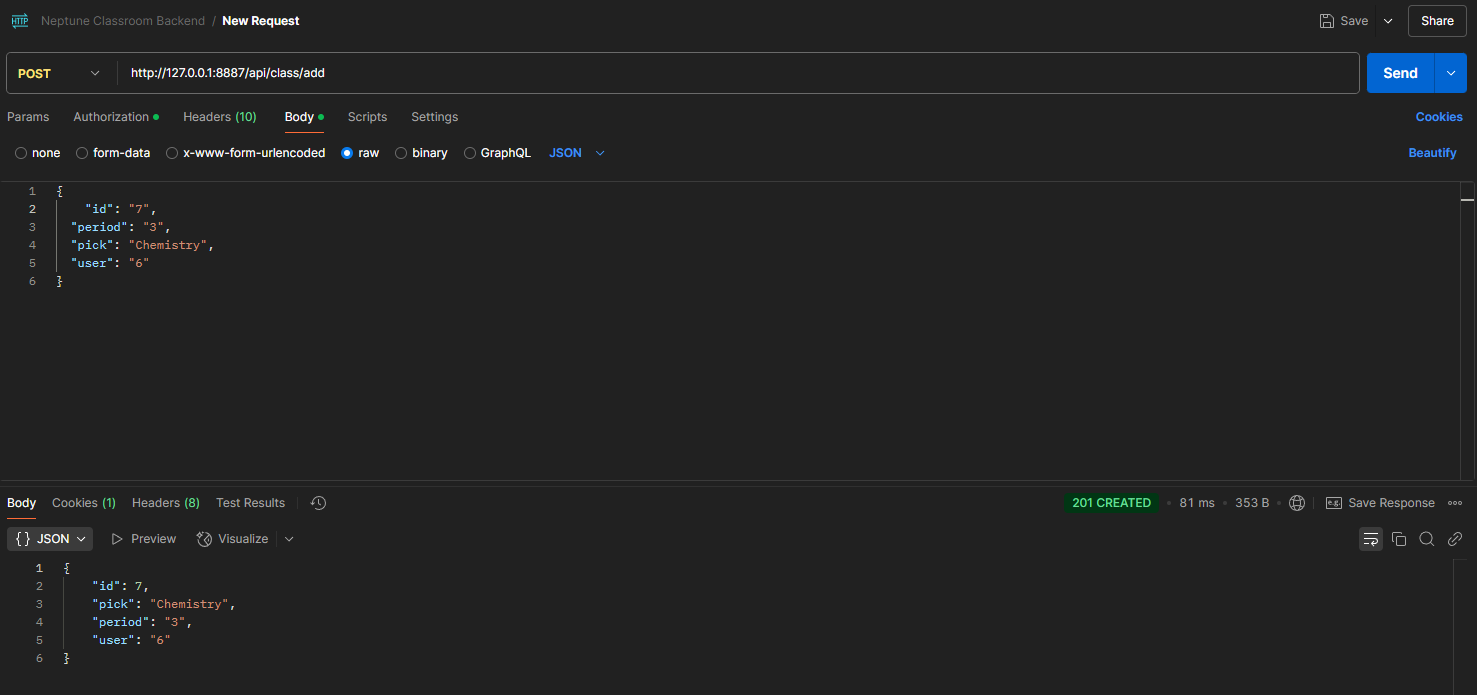 HTTP Neptune Classroom Backend / New Request Save Share
POST http://127.0.0.1:8887/api/class/add Send
Params Authorization Headers (10) Body Scripts Settings Cookies
none form-data x-www-form-urlencoded raw binary GraphQL JSON Beautify
1 {
2 "id": "7",
3 "period": "3",
4 "pick": "Chemistry",
5 "user": "6"
6 }
Body Cookies (1) Headers (8) Test Results 201 CREATED • 81 ms • 353 B • e.g. Save Response
{} JSON Preview Visualize
1 {
2 "id": 7,
3 "pick": "Chemistry",
4 "period": "3",
5 "user": "6"
6 }